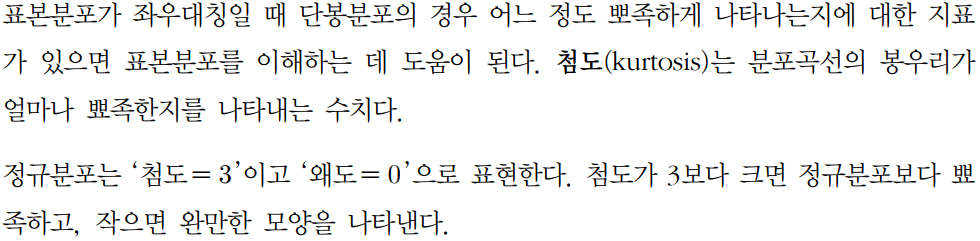 표본분포가 좌우대칭일 때 단봉분포의 경우 어느 정도 뾰족하게 나타나는지에 대한 지표
가 있으면 표본분포를 이해하는 데 도움이 된다. 첨도(kurtosis)는 분포곡선의 봉우리가
얼마나 뾰족한지를 나타내는 수치다.
정규분포는 ‘첨도=3’이고 ‘왜도=0’으로 표현한다. 첨도가 3보다 크면 정규분포보다 뾰
족하고, 작으면 완만한 모양을 나타낸다.